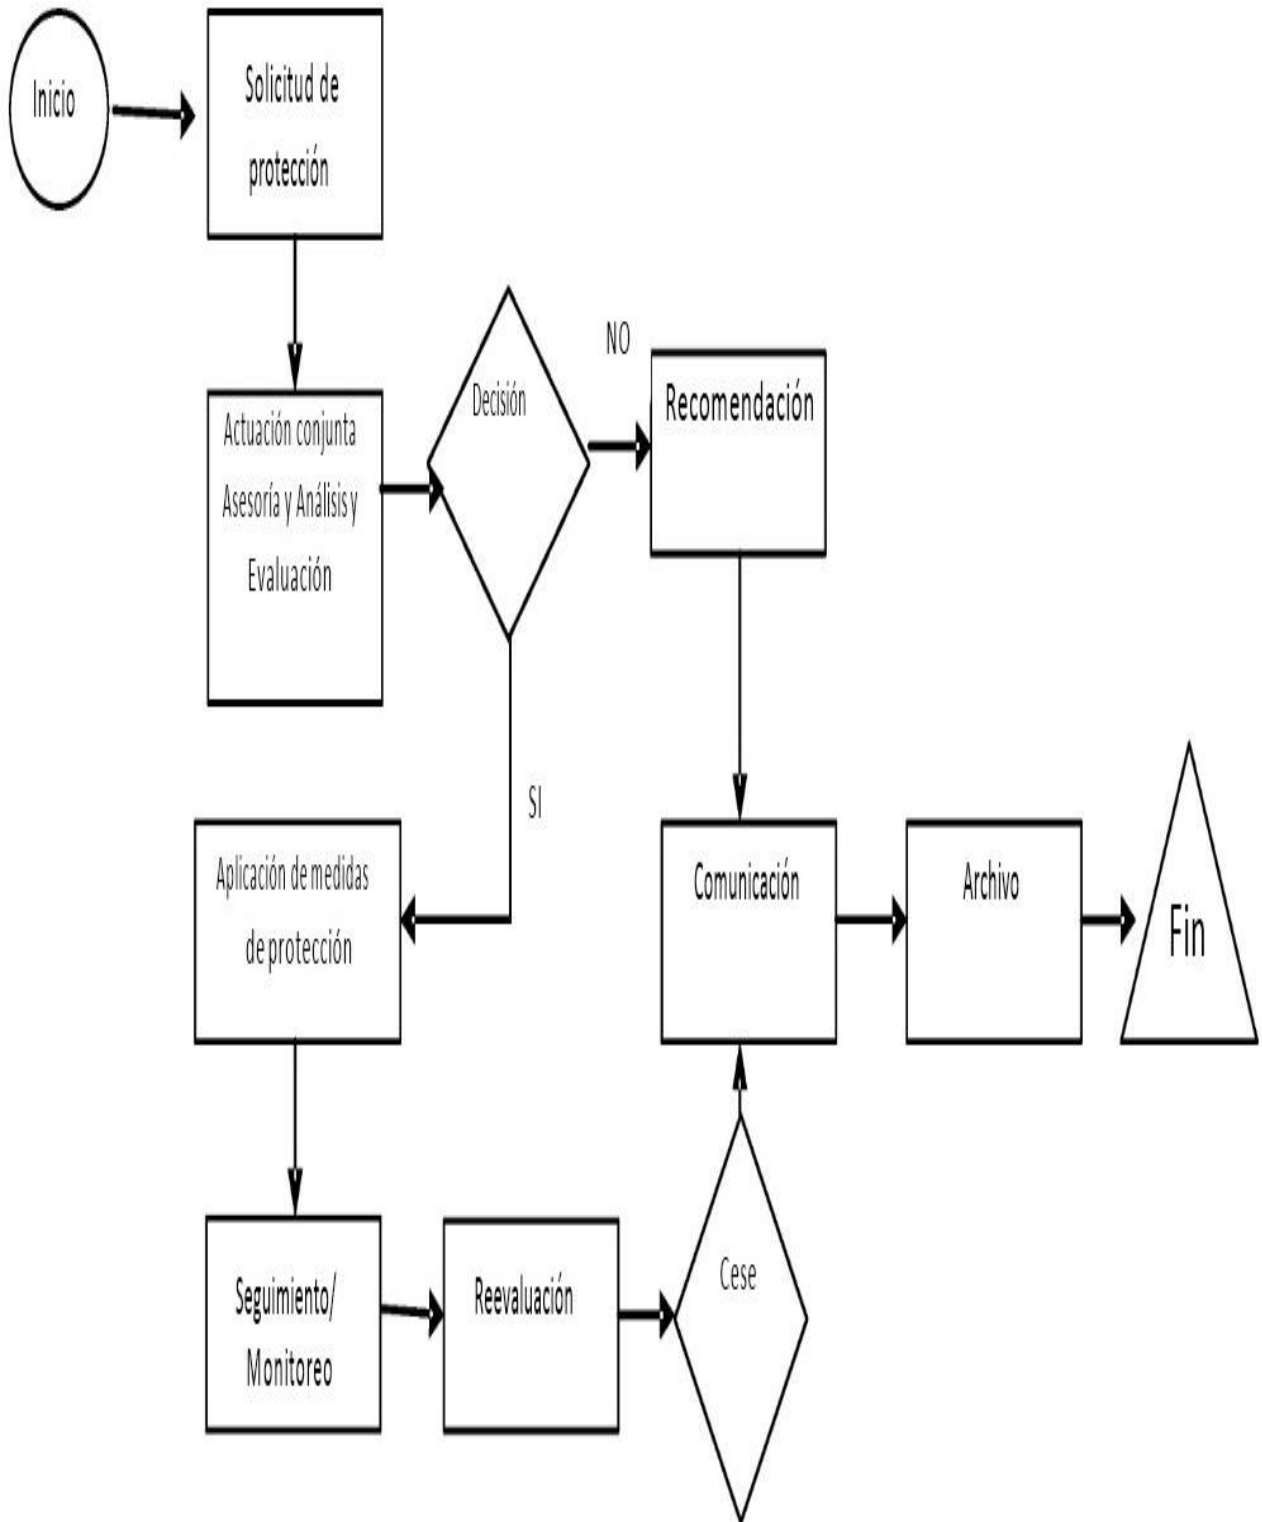 Inicio
Solicitud de
protección
Actuación conjunta
Asesoría y Análisis y
Evaluación
Decisión
NO
Recomendación
SI
Aplicación de medidas
de protección
Comunicación
Archivo
Fin
Seguimiento/
Monitoreo
Reevaluación
Cese